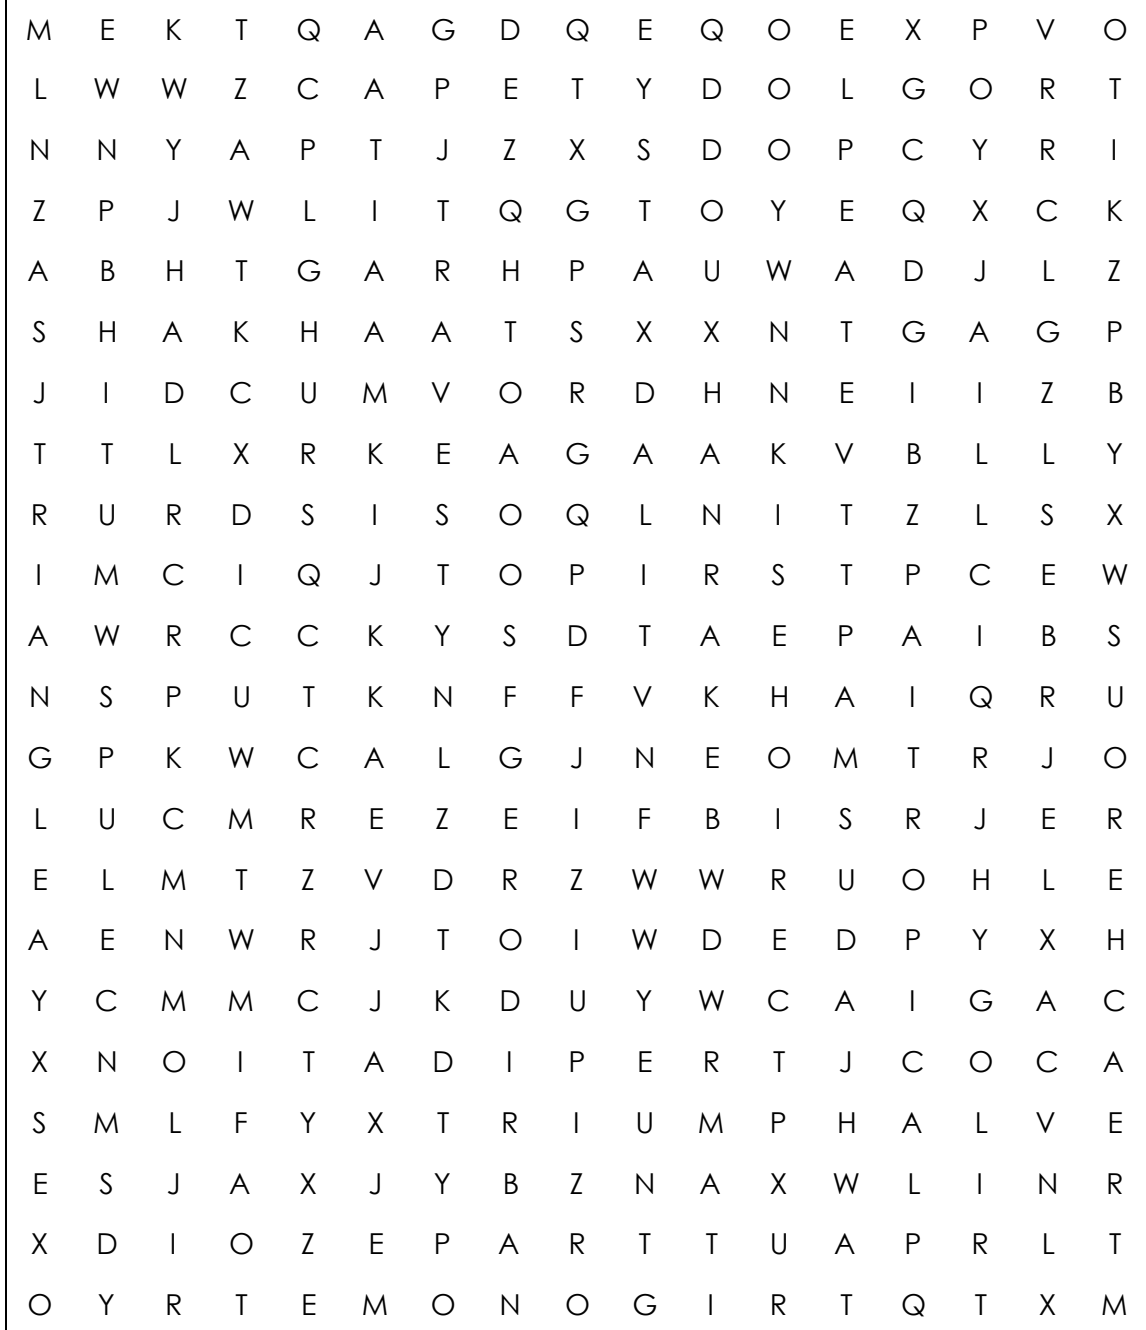 M E K T Q A G D Q E Q O E X P V O
L W W Z C A P E T Y D O L G O R T
N N Y A P T J Z X S D O P C Y R I
Z P J W L I T Q G T O Y E Q X C K
A B H T G A R H P A U W A D J L Z
S H A K H A A T S X X N T G A G P
J I D C U M V O R D H N E I I Z B
T T L X R K E A G A A K V B L L Y
R U R D S I S O Q L N I T Z L S X
I M C I Q J T O P I R S T P C E W
A W R C C K Y S D T A E P A I B S
N S P U T K N F F V K H A I Q R U
G P K W C A L G J N E O M T R J O
L U C M R E Z E I F B I S R J E R
E L M T Z V D R Z W W R U O H L E
A E N W R J T O I W D E D P Y X H
Y C M M C J K D U Y W C A I G A C
X N O I T A D I P E R T J C O C A
S M L F Y X T R I U M P H A L V E
E S J A X J Y B Z N A X W L I N R
X D I O Z E P A R T T U A P R L T
O Y R T E M O N O G I R T Q T X M